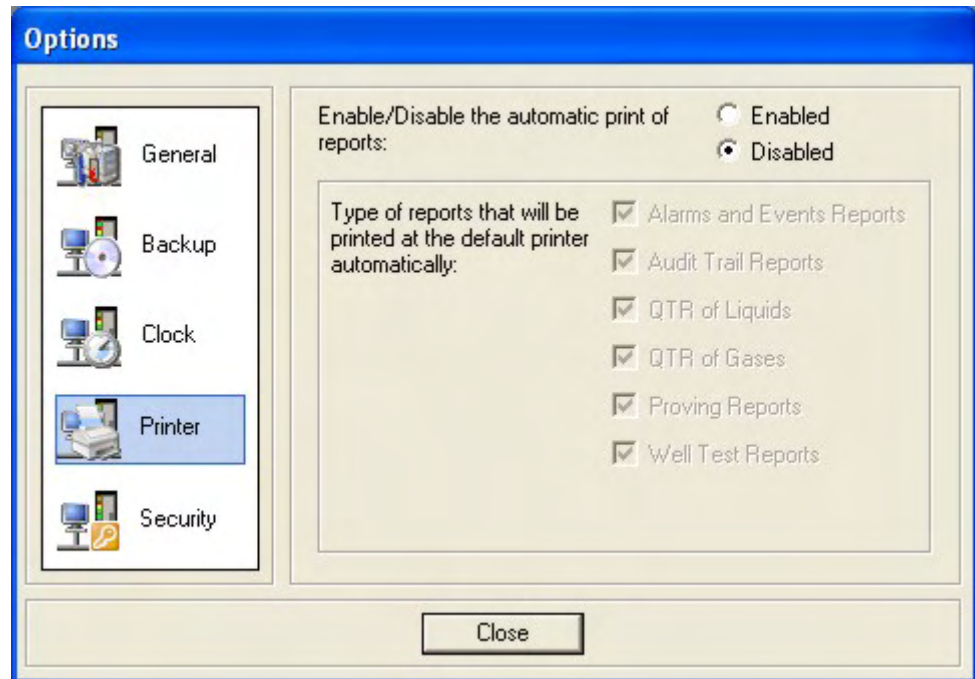 Options
General
Backup
Clock
Printer
Security
Enable/Disable the automatic print of
reports:
Enabled
Disabled
Type of reports that will be
printed at the default printer
automatically:
Alarms and Events Reports
Audit Trail Reports
QTR of Liquids
QTR of Gases
Proving Reports
Well Test Reports
Close